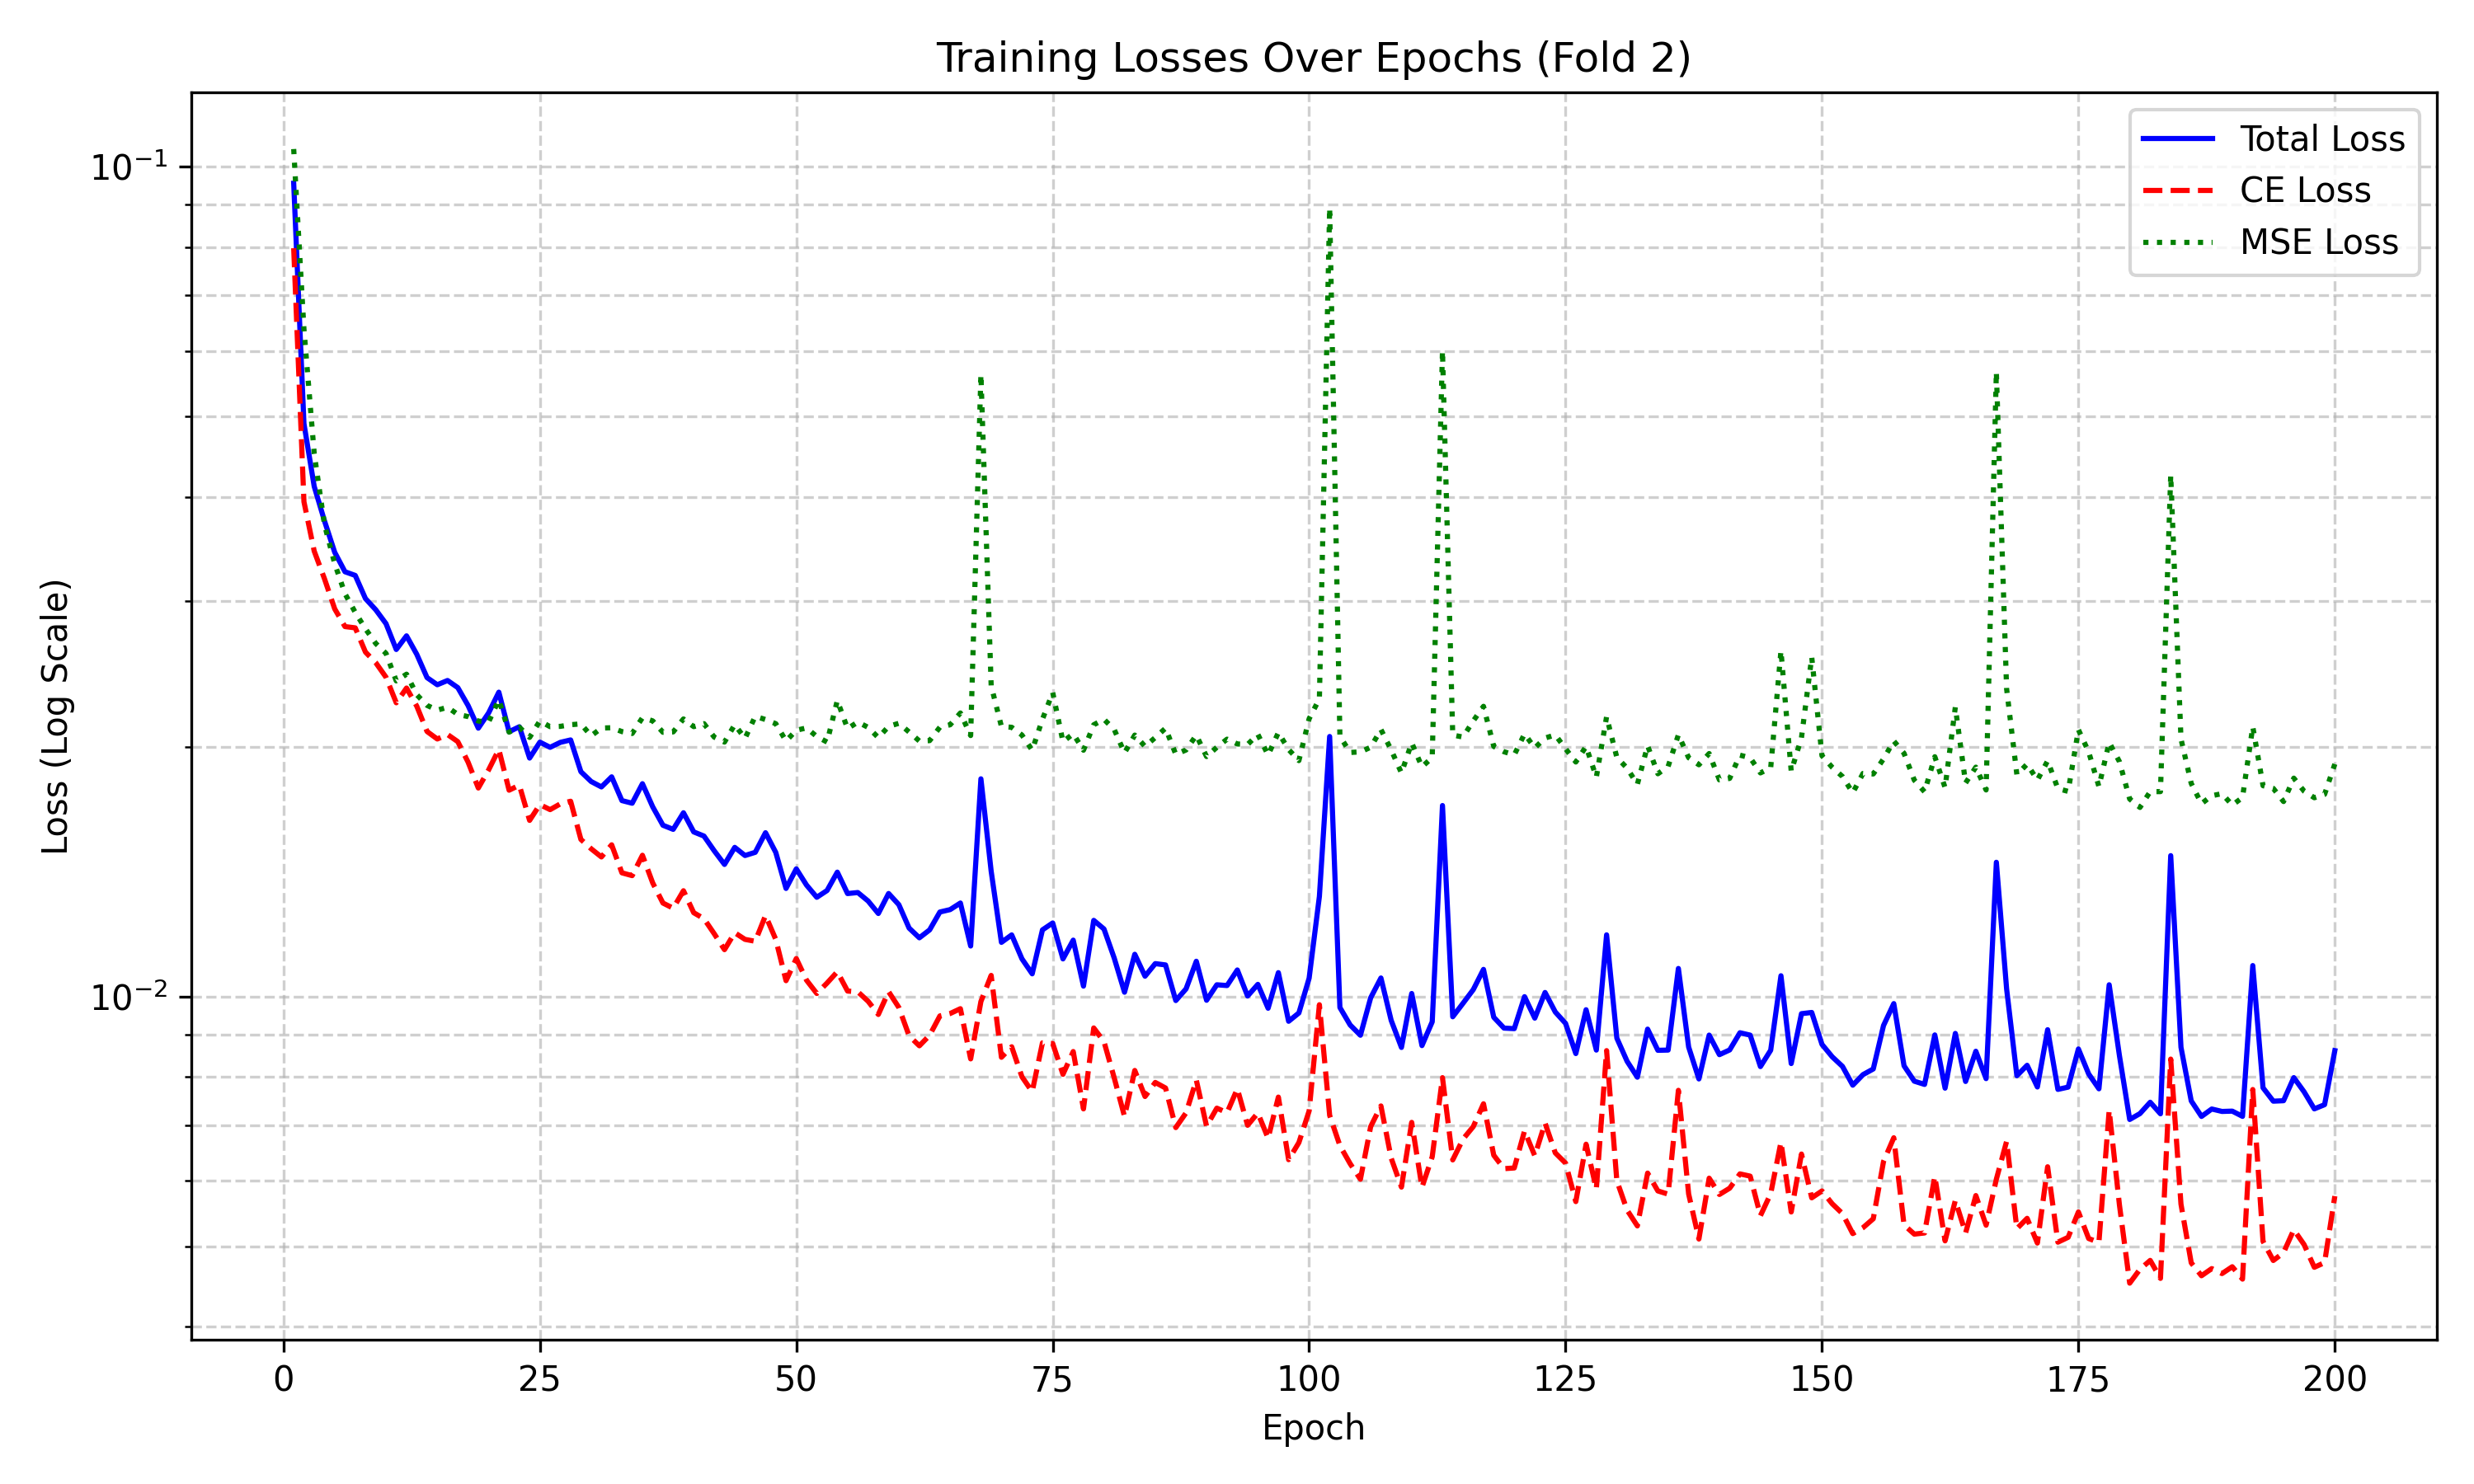 Training Losses Over Epochs (Fold 2)
Total Loss
CE Loss
MSE Loss
Loss (Log Scale)
10⁻¹
10⁻²
0 25 50 75 100 125 150 175 200
Epoch